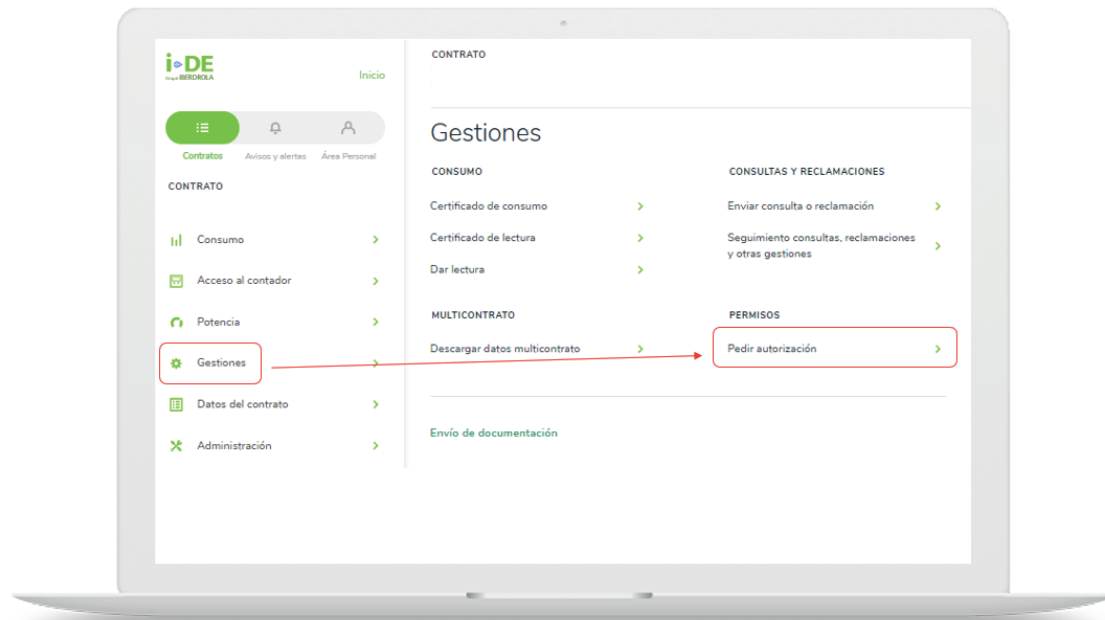 i-DE
Grupo IBERDROLA
Inicio
Contratos
Avisos y alertas
Área Personal
CONTRATO
Consumo
Acceso al contador
Potencia
Gestiones
Datos del contrato
Administración
CONTRATO
Gestiones
CONSUMO
Certificado de consumo
Certificado de lectura
Dar lectura
CONSULTAS Y RECLAMACIONES
Enviar consulta o reclamación
Seguimiento consultas, reclamaciones
y otras gestiones
MULTICONTRATO
Descargar datos multicontrato
PERMISOS
Pedir autorización
Envío de documentación